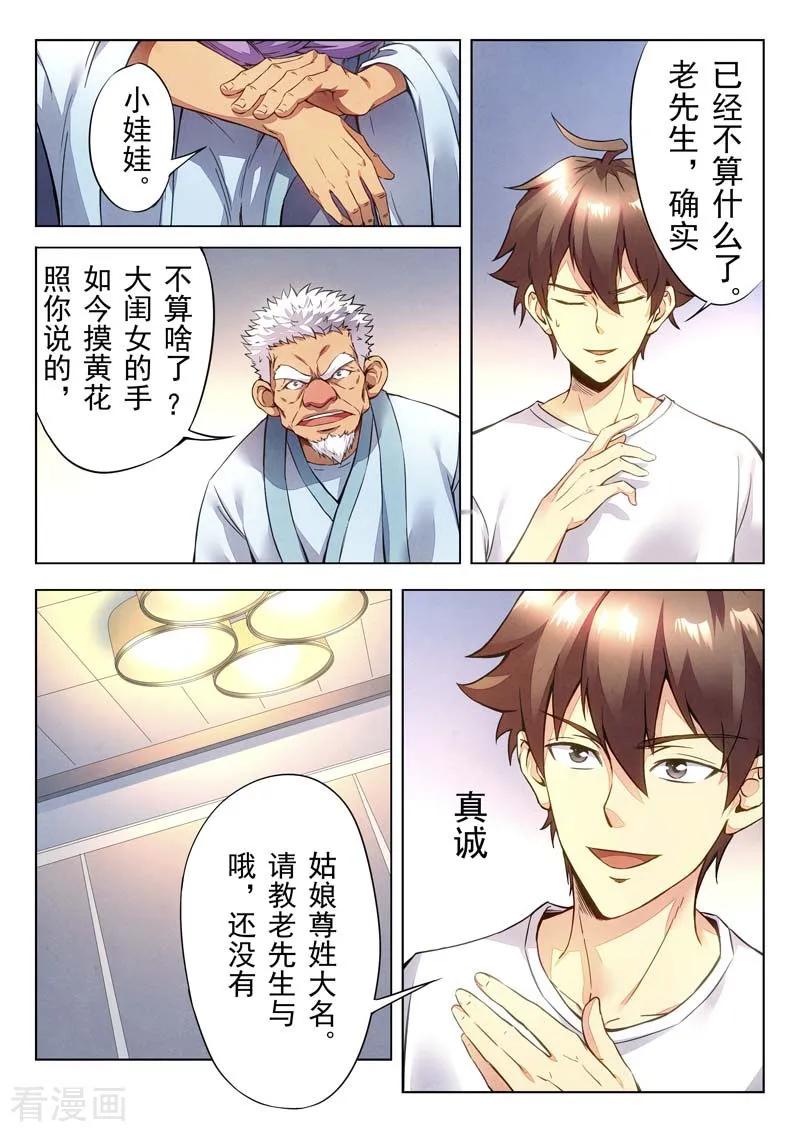 小娃娃。
照你说的，
如今摸黄花
大闺女的手
不算啥了？
老先生，确实
已经不算什么了。
哦，还没有
请教老先生与
姑娘尊姓大名。
真诚
看漫画